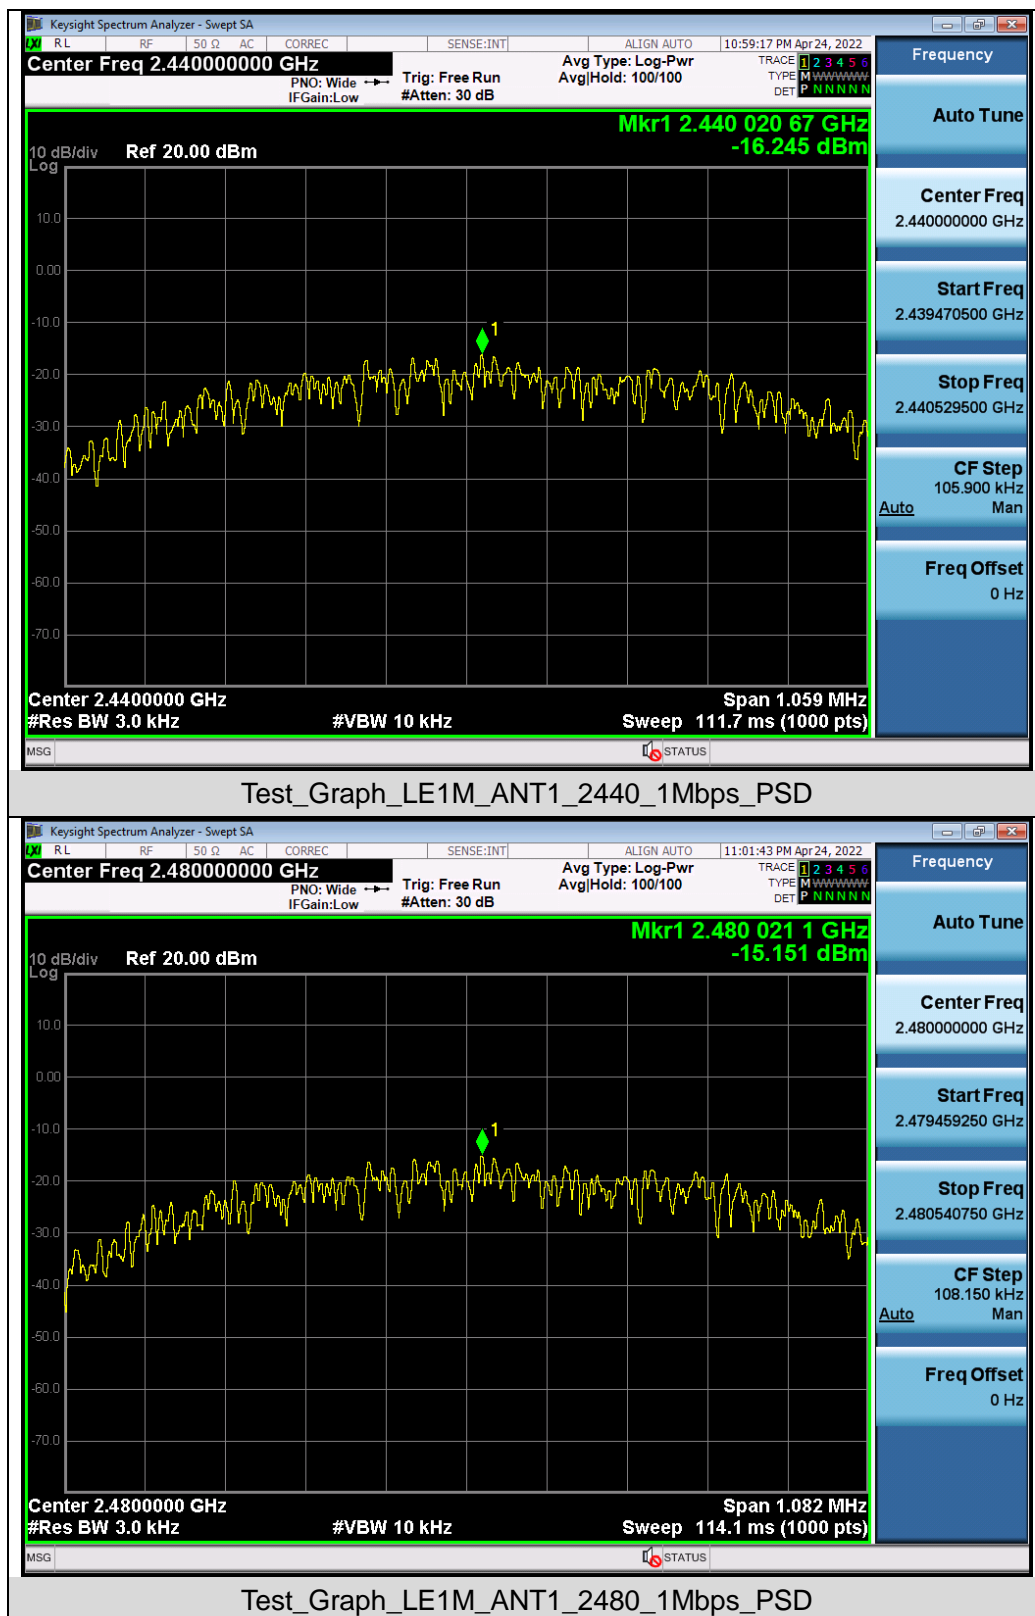 Keysight Spectrum Analyzer - Swept SA
LXI RL RF 50 Ω AC CORREC SENSE:INT ALIGN AUTO 10:59:17 PM Apr 24, 2022
Center Freq 2.440000000 GHz
PNO: Wide
IFGain:Low
Trig: Free Run
#Atten: 30 dB
Avg Type: Log-Pwr
Avg|Hold: 100/100
TRACE 1 2 3 4 5 6
TYPE M WWWWW
DET P N N N N N
Mkr1 2.440 020 67 GHz
-16.245 dBm
10 dB/div Ref 20.00 dBm
Log
10.0
0.00
-10.0
-20.0
-30.0
-40.0
-50.0
-60.0
-70.0
1
Center 2.4400000 GHz Span 1.059 MHz
#Res BW 3.0 kHz #VBW 10 kHz Sweep 111.7 ms (1000 pts)
MSG STATUS
Frequency
Auto Tune
Center Freq
2.440000000 GHz
Start Freq
2.439470500 GHz
Stop Freq
2.440529500 GHz
CF Step
105.900 kHz
Auto Man
Freq Offset
0 Hz
Test_Graph_LE1M_ANT1_2440_1Mbps_PSD
Keysight Spectrum Analyzer - Swept SA
LXI RL RF 50 Ω AC CORREC SENSE:INT ALIGN AUTO 11:01:43 PM Apr 24, 2022
Center Freq 2.480000000 GHz
PNO: Wide
IFGain:Low
Trig: Free Run
#Atten: 30 dB
Avg Type: Log-Pwr
Avg|Hold: 100/100
TRACE 1 2 3 4 5 6
TYPE M WWWWW
DET P N N N N N
Mkr1 2.480 021 1 GHz
-15.151 dBm
10 dB/div Ref 20.00 dBm
Log
10.0
0.00
-10.0
-20.0
-30.0
-40.0
-50.0
-60.0
-70.0
1
Center 2.4800000 GHz Span 1.082 MHz
#Res BW 3.0 kHz #VBW 10 kHz Sweep 114.1 ms (1000 pts)
MSG STATUS
Frequency
Auto Tune
Center Freq
2.480000000 GHz
Start Freq
2.479459250 GHz
Stop Freq
2.480540750 GHz
CF Step
108.150 kHz
Auto Man
Freq Offset
0 Hz
Test_Graph_LE1M_ANT1_2480_1Mbps_PSD